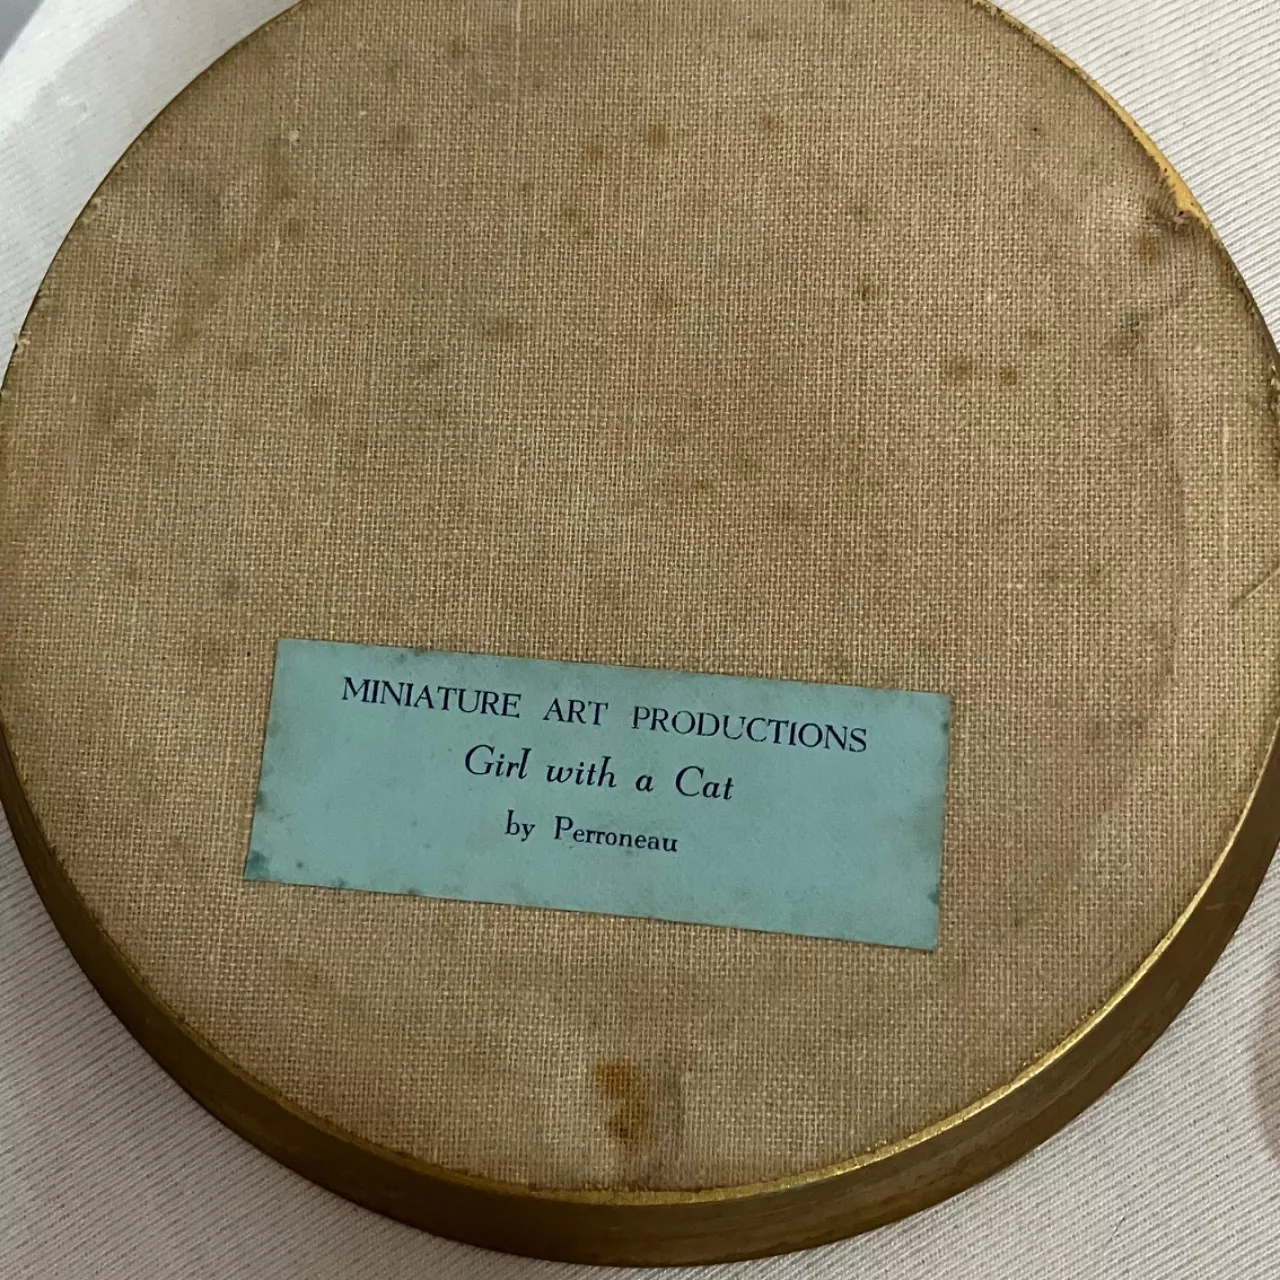 MINIATURE ART PRODUCTIONS
Girl with a Cat
by Perroneau